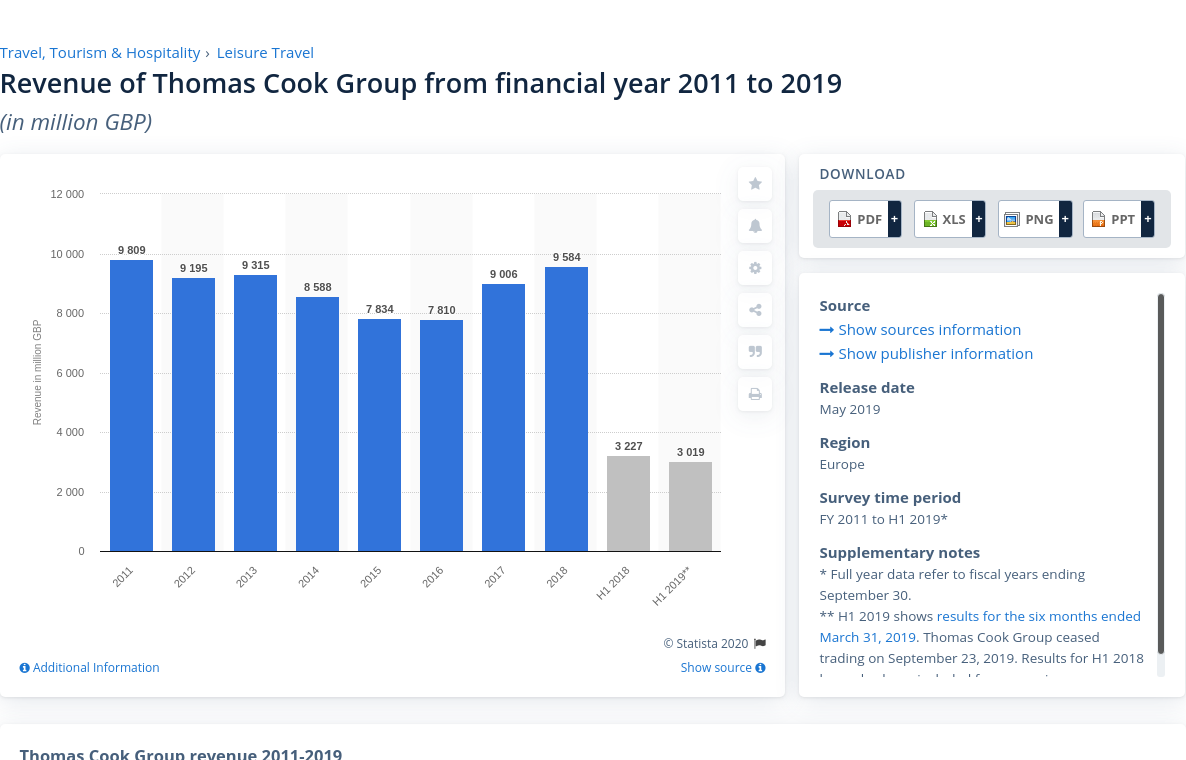 Travel, Tourism & Hospitality › Leisure Travel
Revenue of Thomas Cook Group from financial year 2011 to 2019
(in million GBP)
12 000
10 000
8 000
6 000
4 000
2 000
0
Revenue in million GBP
9 809
9 195
9 315
8 588
7 834
7 810
9 006
9 584
3 227
3 019
2011
2012
2013
2014
2015
2016
2017
2018
H1 2018
H1 2019**
© Statista 2020
Additional Information
Show source
DOWNLOAD
PDF +
XLS +
PNG +
PPT +
Source
Show sources information
Show publisher information
Release date
May 2019
Region
Europe
Survey time period
FY 2011 to H1 2019*
Supplementary notes
* Full year data refer to fiscal years ending
September 30.
** H1 2019 shows results for the six months ended
March 31, 2019. Thomas Cook Group ceased
trading on September 23, 2019. Results for H1 2018
Thomas Cook Group revenue 2011-2019